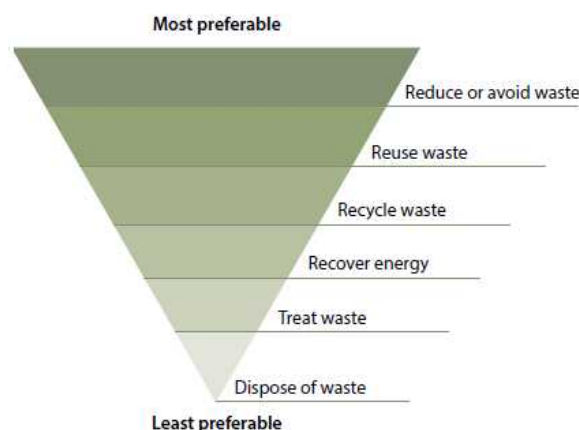 Most preferable
Reduce or avoid waste
Reuse waste
Recycle waste
Recover energy
Treat waste
Dispose of waste
Least preferable